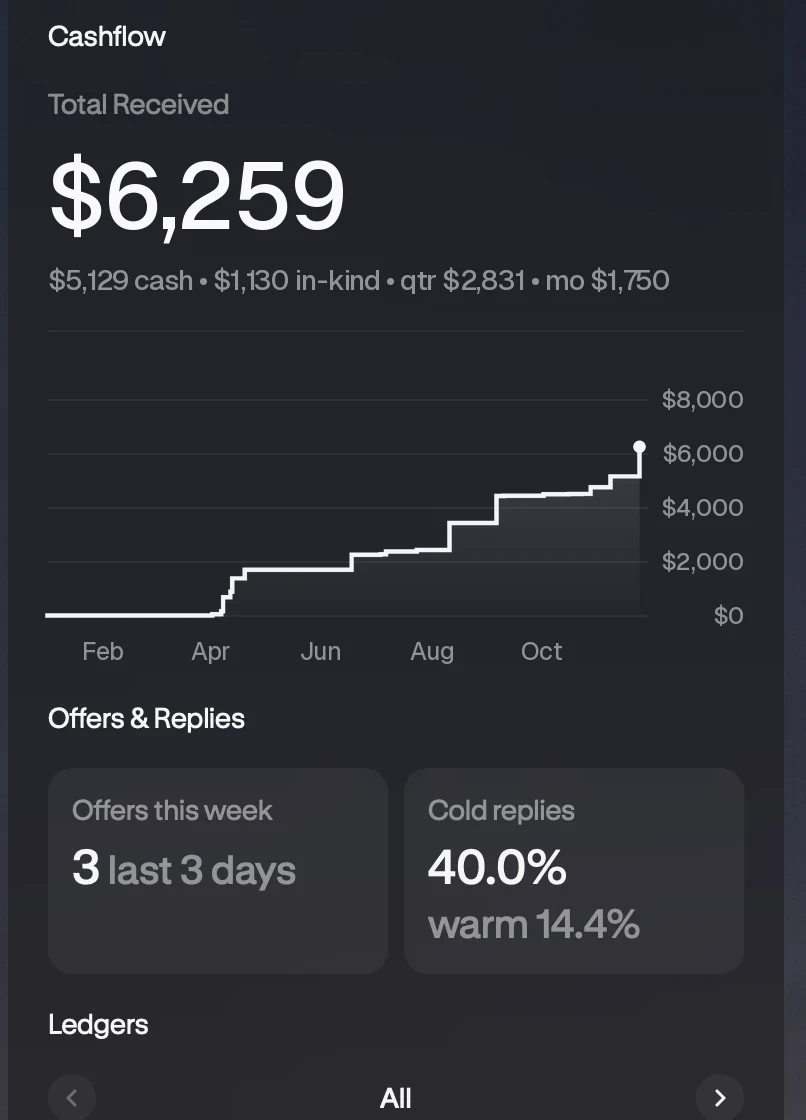 Cashflow
Total Received
$6,259
$5,129 cash • $1,130 in-kind • qtr $2,831 • mo $1,750
$8,000
$6,000
$4,000
$2,000
$0
Feb Apr Jun Aug Oct
Offers & Replies
Offers this week
3 last 3 days
Cold replies
40.0%
warm 14.4%
Ledgers
All